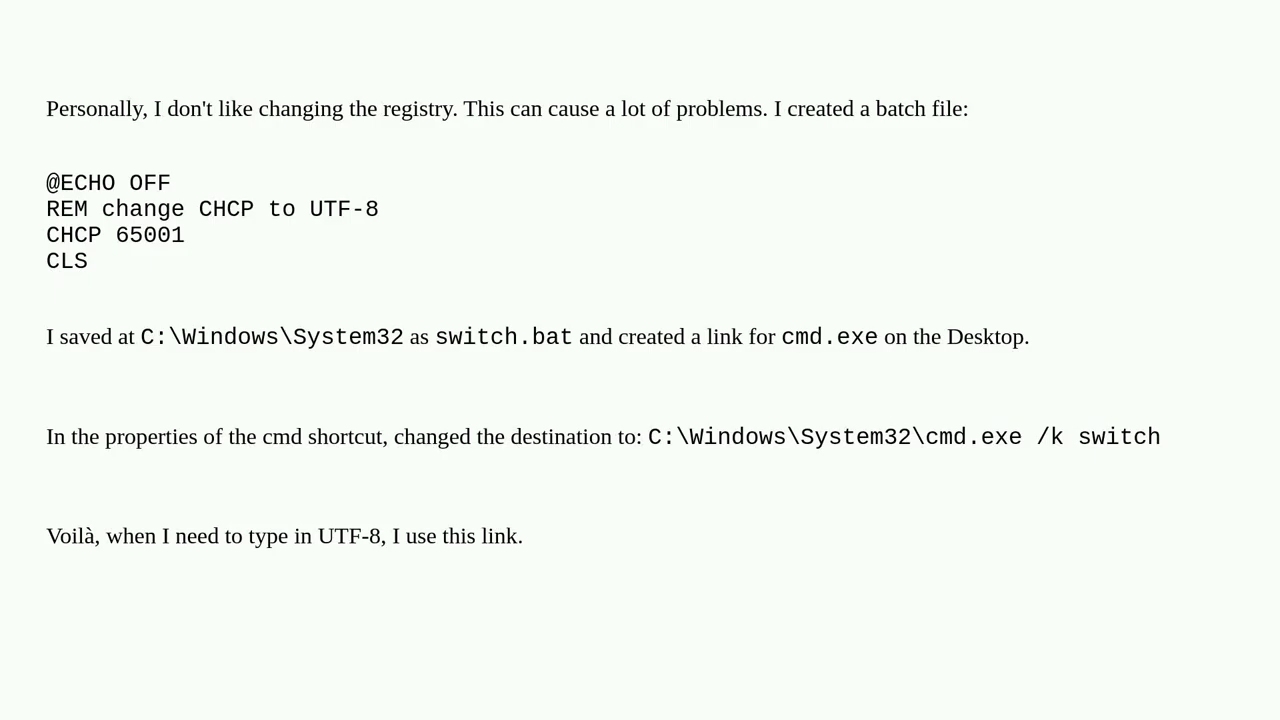 Personally, I don't like changing the registry. This can cause a lot of problems. I created a batch file:
@ECHO OFF
REM change CHCP to UTF-8
CHCP 65001
CLS
I saved at C:\Windows\System32 as switch.bat and created a link for cmd.exe on the Desktop.
In the properties of the cmd shortcut, changed the destination to: C:\Windows\System32\cmd.exe /k switch
Voilà, when I need to type in UTF-8, I use this link.